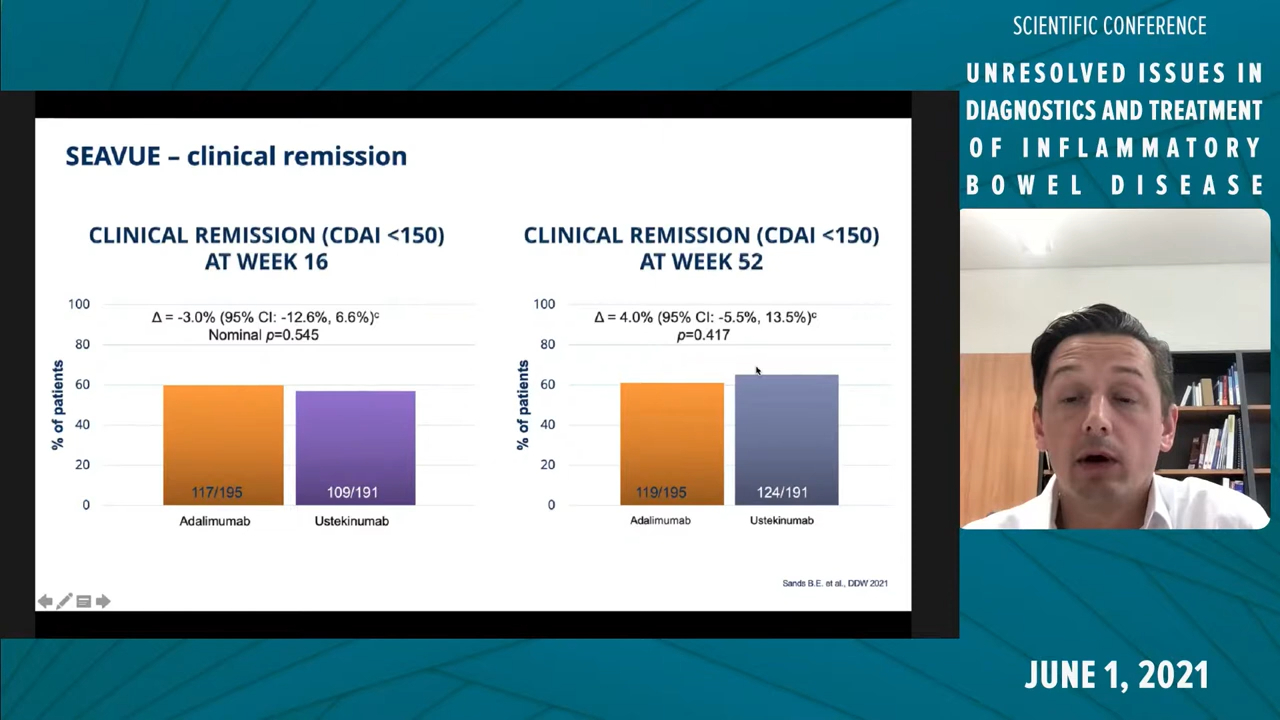 SCIENTIFIC CONFERENCE
UNRESOLVED ISSUES IN
DIAGNOSTICS AND TREATMENT
OF INFLAMMATORY
BOWEL DISEASE
SEAVUE – clinical remission
CLINICAL REMISSION (CDAI <150)
AT WEEK 16
100
Δ = -3.0% (95% CI: -12.6%, 6.6%)ᶜ
Nominal p=0.545
80
60
40
20
0
% of patients
117/195
109/191
Adalimumab
Ustekinumab
CLINICAL REMISSION (CDAI <150)
AT WEEK 52
100
Δ = 4.0% (95% CI: -5.5%, 13.5%)ᶜ
p=0.417
80
60
40
20
0
% of patients
119/195
124/191
Adalimumab
Ustekinumab
Sands B.E. et al., DDW 2021
JUNE 1, 2021